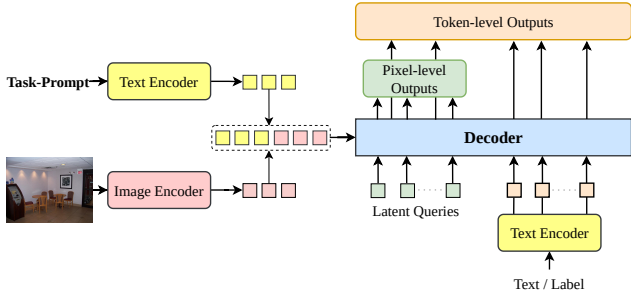 Token-level Outputs
Pixel-level
Outputs
Task-Prompt
Text Encoder
Decoder
Image Encoder
Latent Queries
Text Encoder
Text / Label